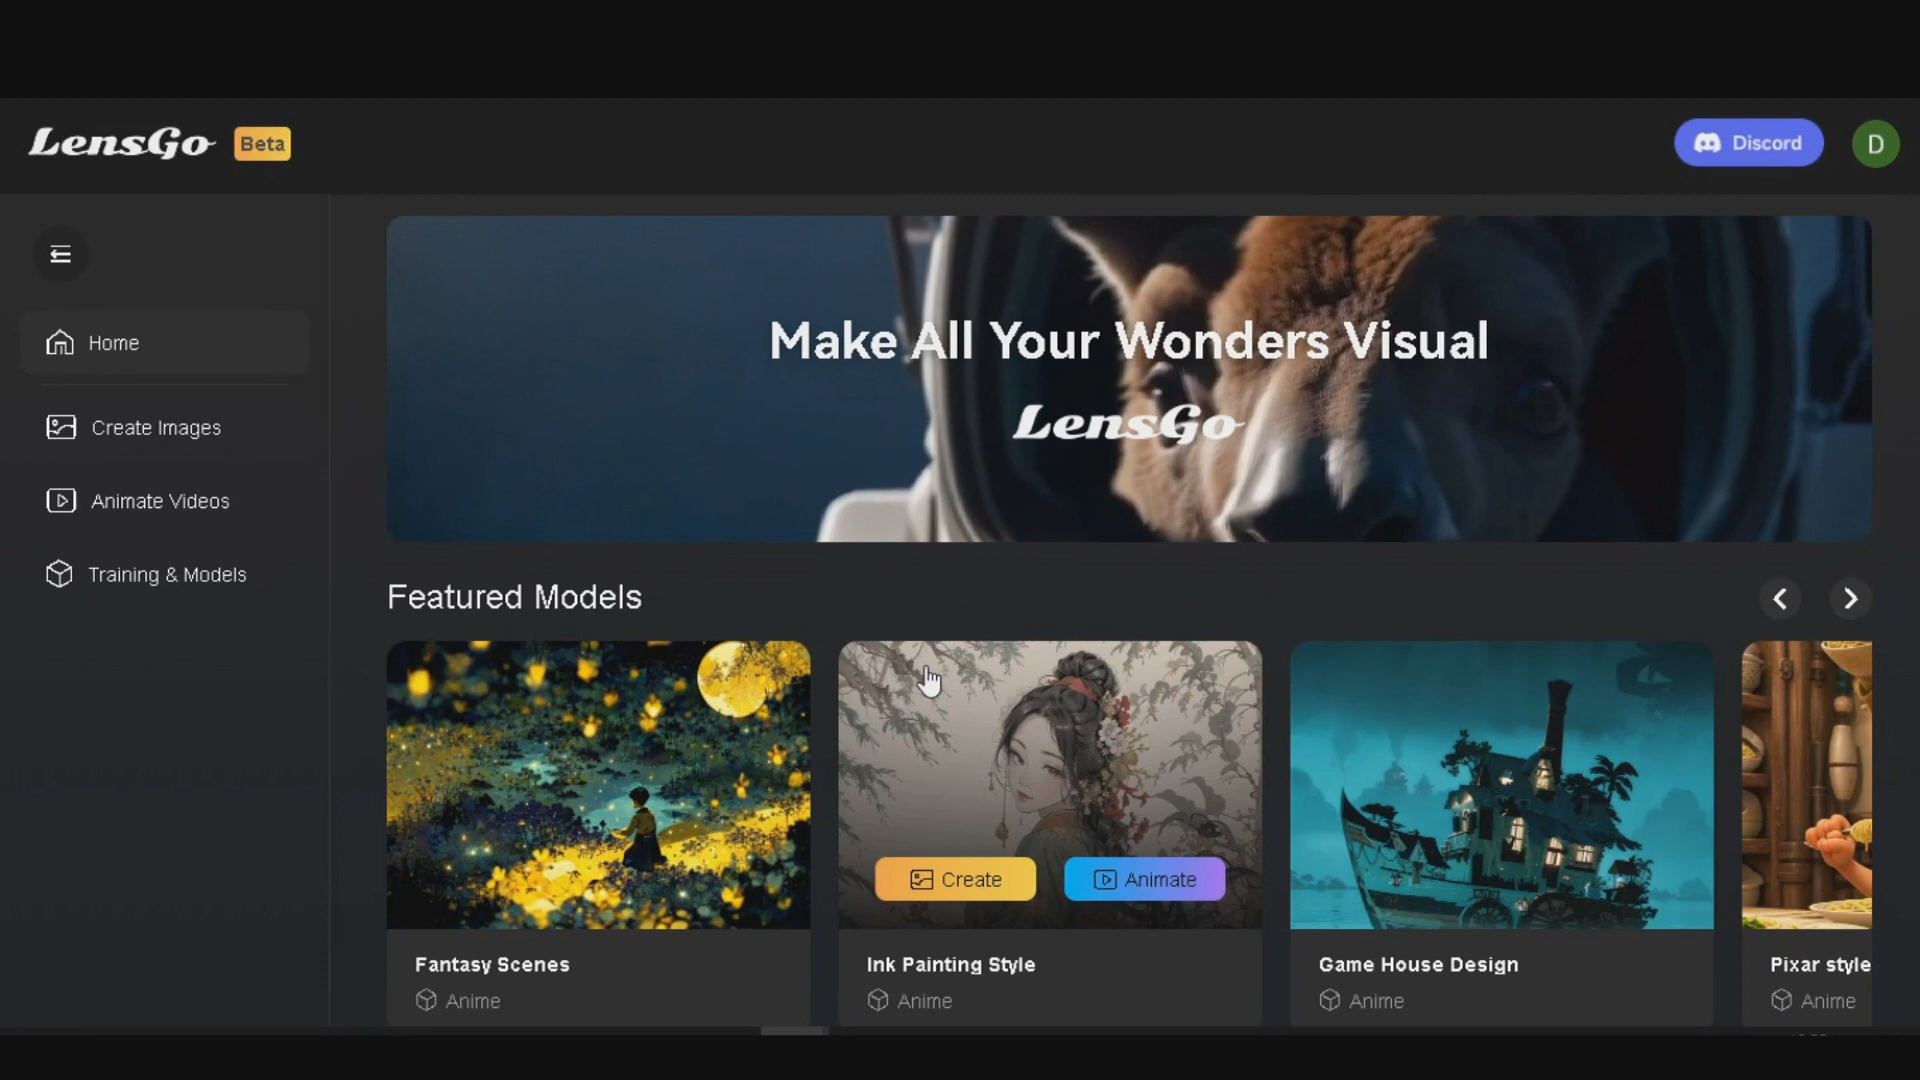 LensGo Beta
Discord
D
Home
Create Images
Animate Videos
Training & Models
Make All Your Wonders Visual
LensGo
Featured Models
Create
Animate
Fantasy Scenes
Anime
Ink Painting Style
Anime
Game House Design
Anime
Pixar style
Anime